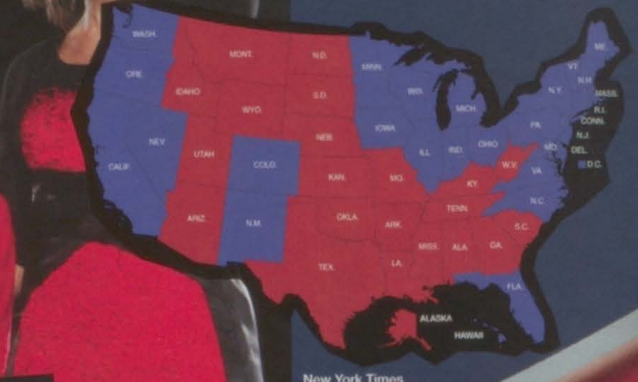 WASH.
ORE.
CALIF.
NEV.
IDAHO
MONT.
WYO.
UTAH
ARIZ.
COLO.
N.M.
N.D.
S.D.
NEB.
KAN.
OKLA.
TEX.
MINN.
IOWA
MO.
ARK.
LA.
WIS.
ILL.
MICH
IND.
OHIO
KY.
TENN.
MISS.
ALA.
GA.
FLA.
S.C.
N.C.
VA
W.V.
MD.
PA.
N.Y.
VT.
N.H.
ME.
MASS.
R.I.
CONN.
N.J.
DEL.
D.C.
ALASKA
HAWAII
New York Times